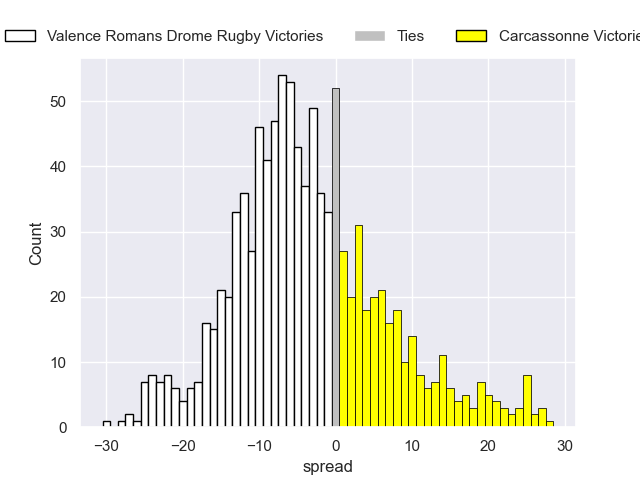 Valence Romans Drome Rugby Victories Ties Carcassonne Victorie
50
40
30
20
10
0
Count
−30 −20 −10 0 10 20 30
spread